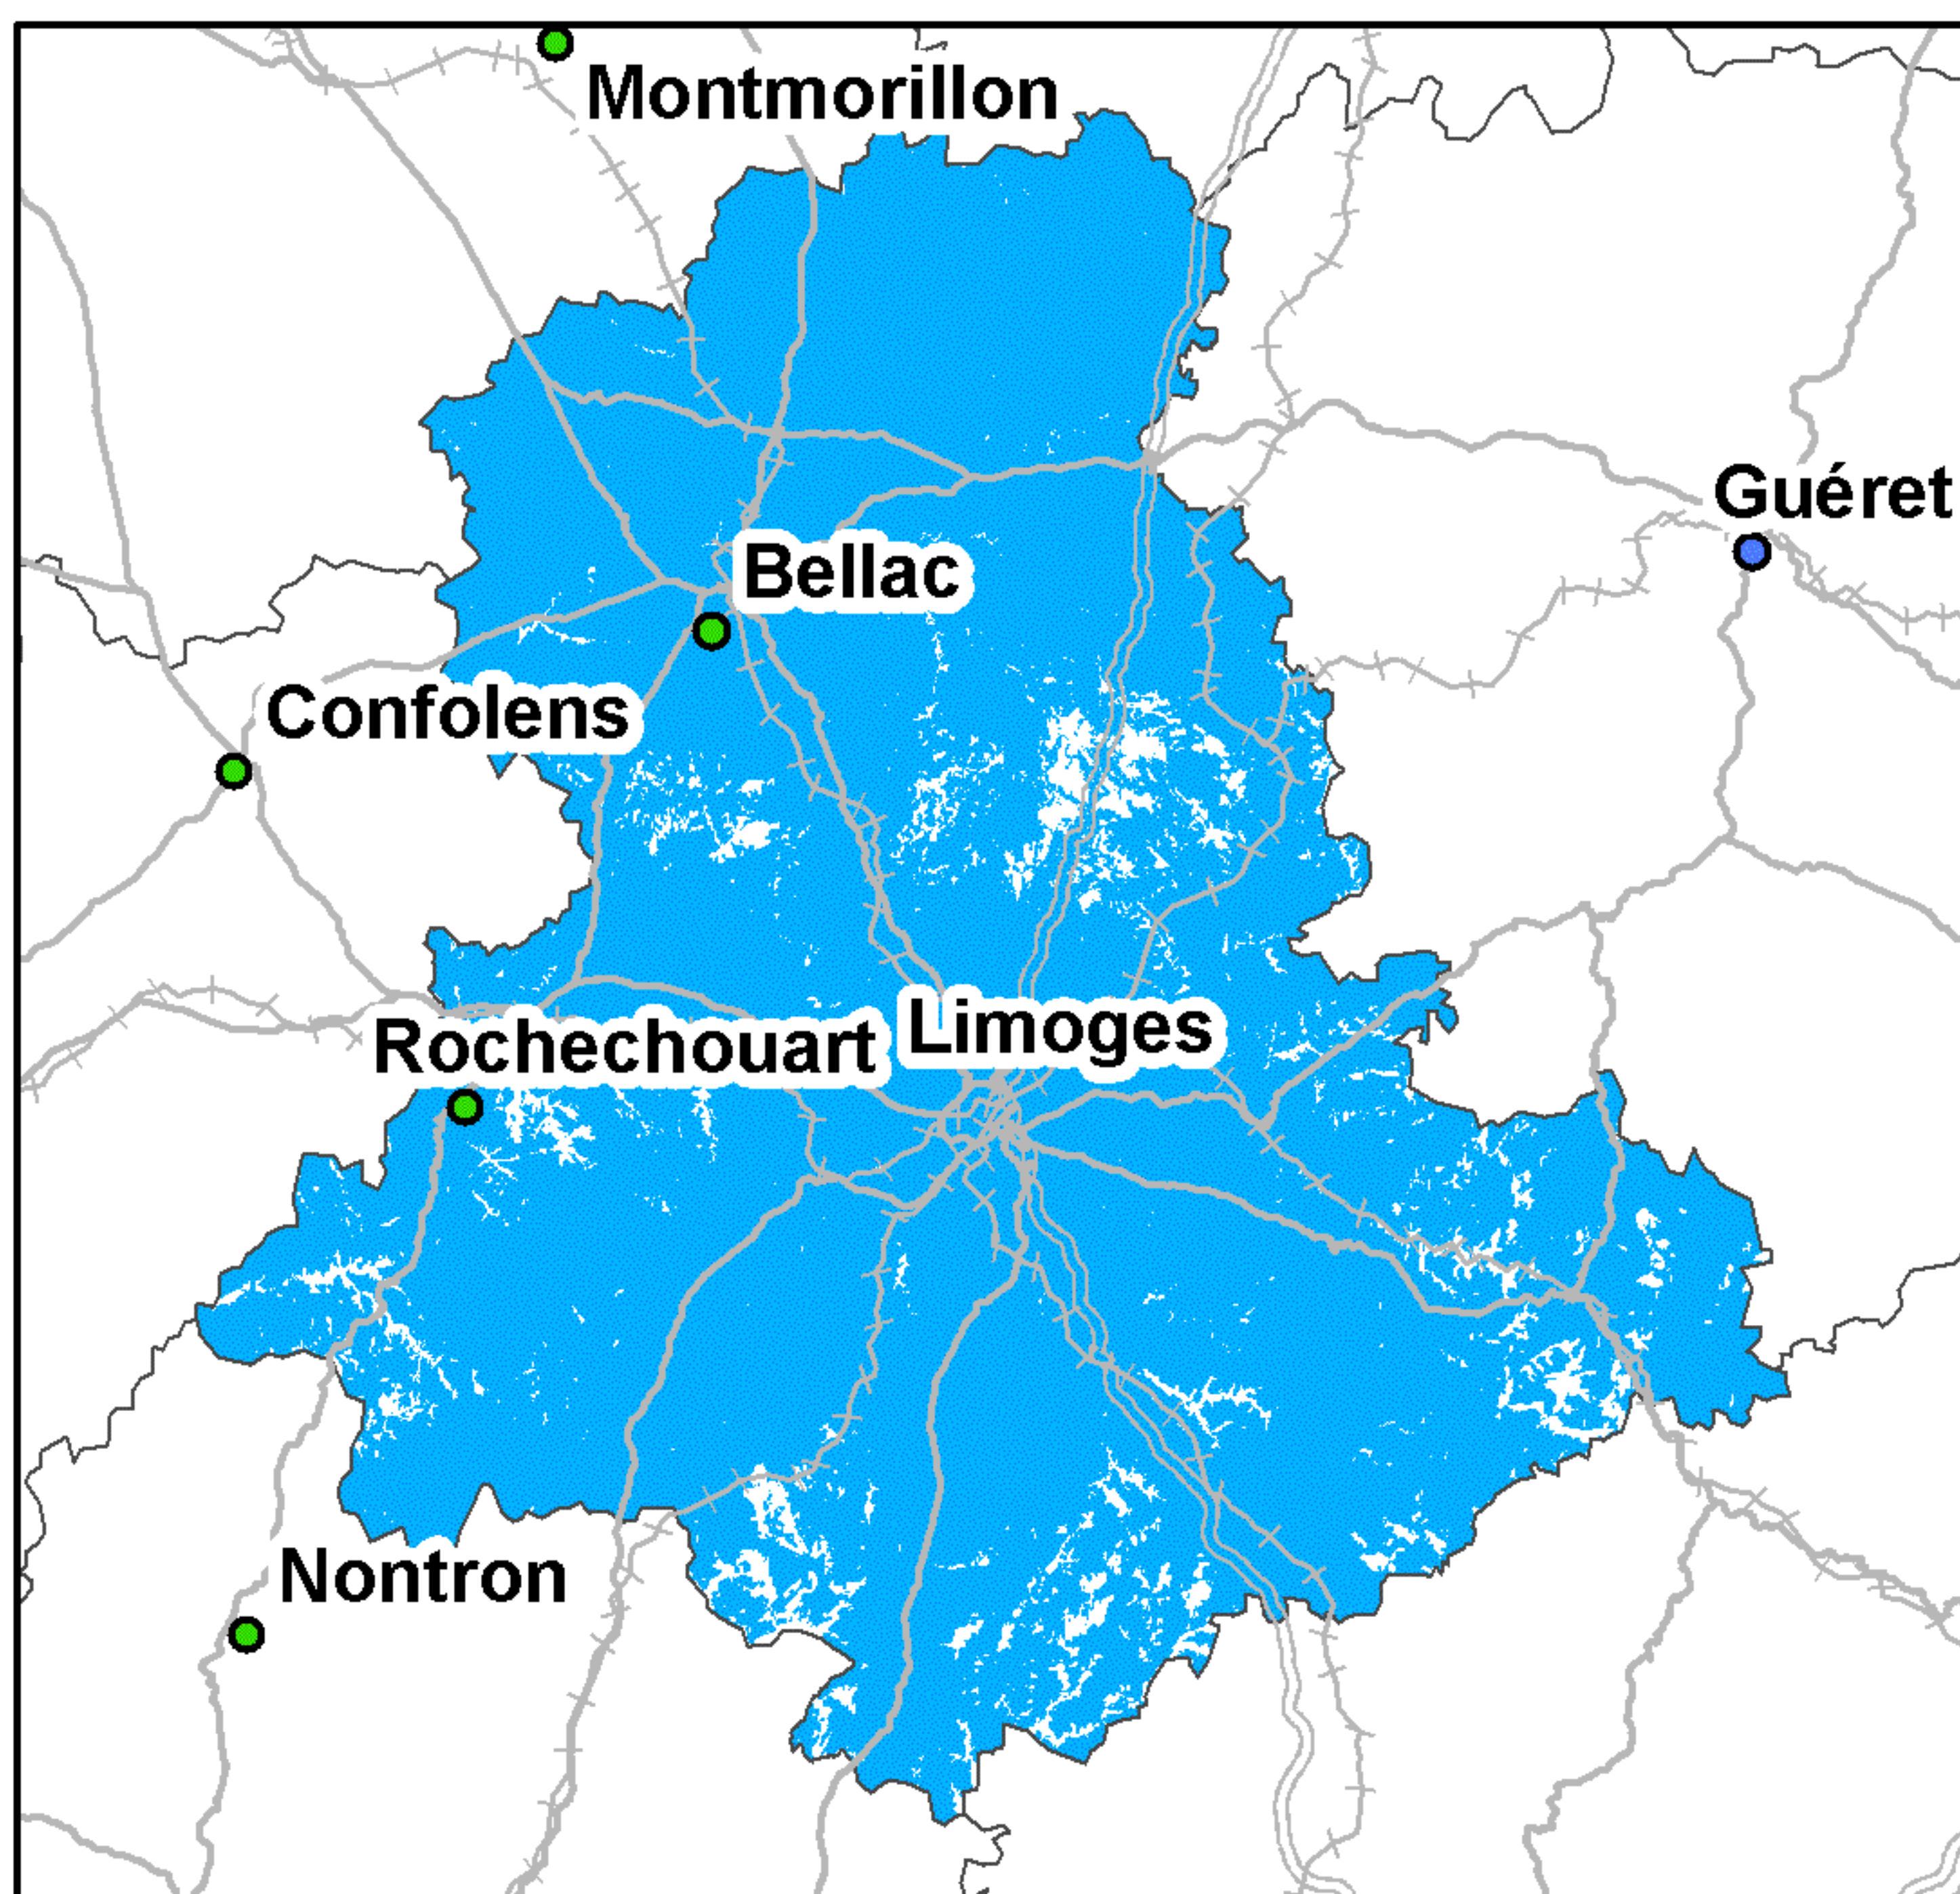 Montmorillon
Guéret
Bellac
Confolens
Limoges
Rochechouart
Nontron